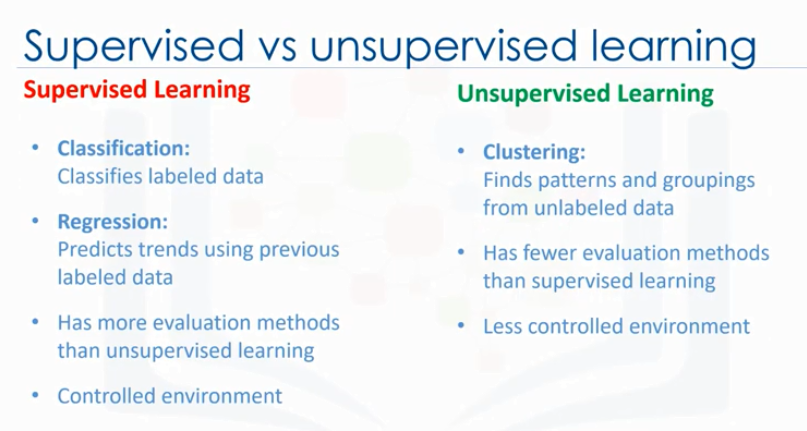 Supervised vs unsupervised learning
Supervised Learning
• Classification:
Classifies labeled data
• Regression:
Predicts trends using previous
labeled data
• Has more evaluation methods
than unsupervised learning
• Controlled environment
Unsupervised Learning
• Clustering:
Finds patterns and groupings
from unlabeled data
• Has fewer evaluation methods
than supervised learning
• Less controlled environment